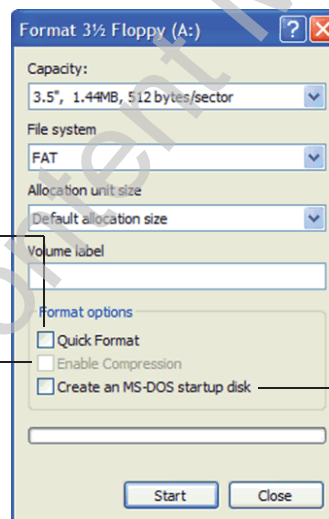 Format 3½ Floppy (A:)
Capacity:
3.5", 1.44MB, 512 bytes/sector
File system
FAT
Allocation unit size
Default allocation size
Volume label
Format options
Quick Format
Enable Compression
Create an MS-DOS startup disk
Start
Close